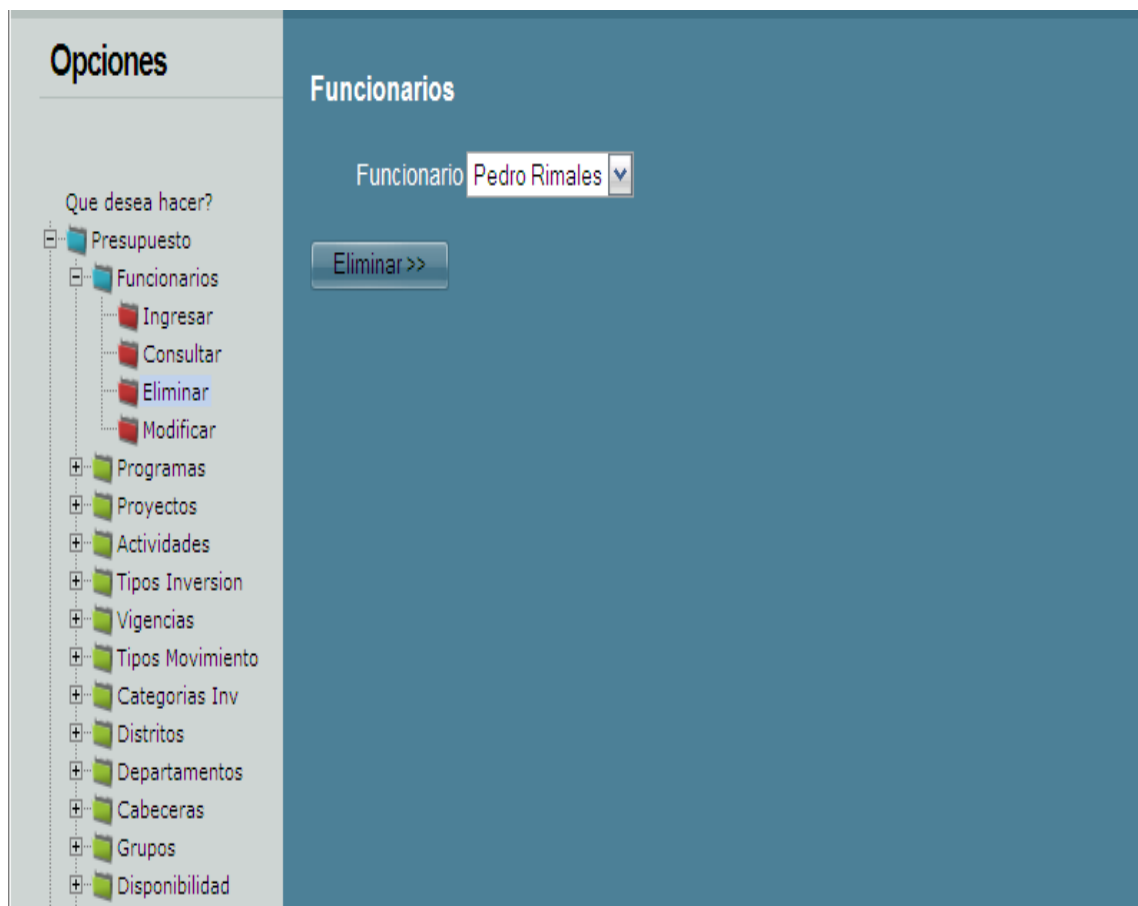 Opciones
Que desea hacer?
Presupuesto
Funcionarios
Ingresar
Consultar
Eliminar
Modificar
Programas
Proyectos
Actividades
Tipos Inversion
Vigencias
Tipos Movimiento
Categorias Inv
Distritos
Departamentos
Cabeceras
Grupos
Disponibilidad
Funcionarios
Funcionario Pedro Rimales
Eliminar >>